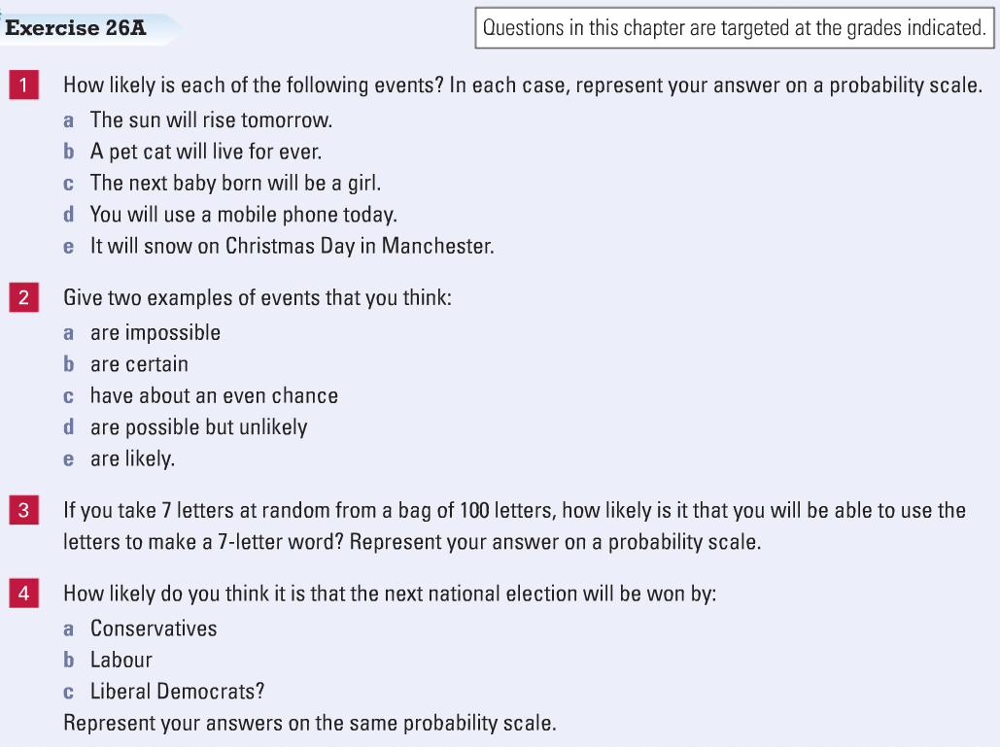 Exercise 26A
Questions in this chapter are targeted at the grades indicated.
1 How likely is each of the following events? In each case, represent your answer on a probability scale.
a The sun will rise tomorrow.
b A pet cat will live for ever.
c The next baby born will be a girl.
d You will use a mobile phone today.
e It will snow on Christmas Day in Manchester.
2 Give two examples of events that you think:
a are impossible
b are certain
c have about an even chance
d are possible but unlikely
e are likely.
3 If you take 7 letters at random from a bag of 100 letters, how likely is it that you will be able to use the
letters to make a 7-letter word? Represent your answer on a probability scale.
4 How likely do you think it is that the next national election will be won by:
a Conservatives
b Labour
c Liberal Democrats?
Represent your answers on the same probability scale.